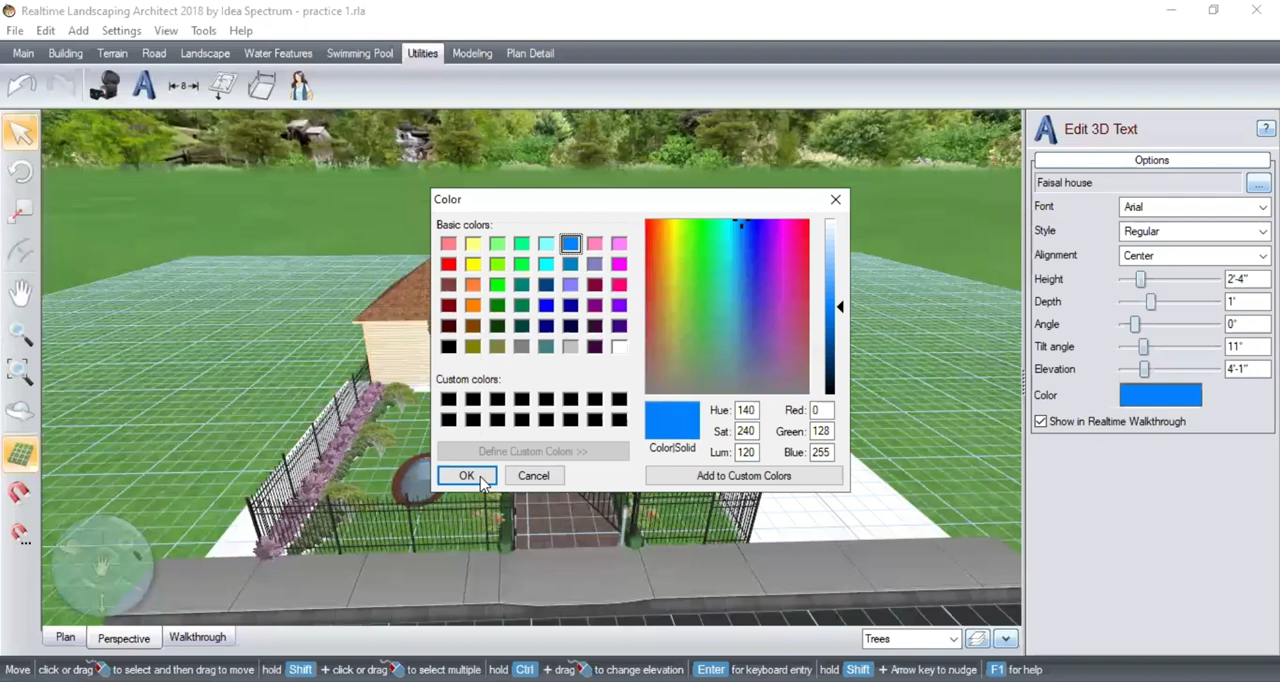 Realtime Landscaping Architect 2018 by Idea Spectrum - practice 1.rla
File Edit Add Settings View Tools Help
Main Building Terrain Road Landscape Water Features Swimming Pool Utilities Modeling Plan Detail
A 8
A Edit 3D Text ?
Options
Faisal house ...
Font Arial
Style Regular
Alignment Center
Height 2'-4"
Depth 1'
Angle 0°
Tilt angle 11°
Elevation 4'-1"
Color
Show in Realtime Walkthrough
Color
Basic colors:
Custom colors:
Define Custom Colors >>
OK Cancel
Color|Solid
Hue: 140 Red: 0
Sat: 240 Green: 128
Lum: 120 Blue: 255
Add to Custom Colors
Plan Perspective Walkthrough Trees
Move click or drag to select and then drag to move hold Shift + click or drag to select multiple hold Ctrl + drag to change elevation Enter for keyboard entry hold Shift + Arrow key to nudge F1 for help